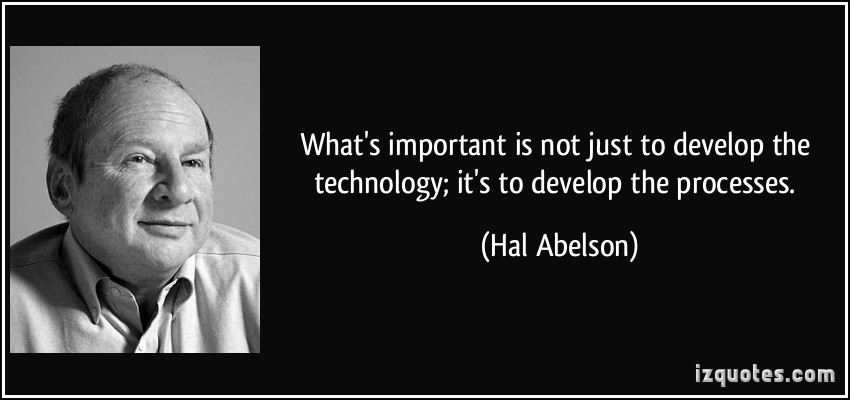 What's important is not just to develop the
technology; it's to develop the processes.
(Hal Abelson)
izquotes.com